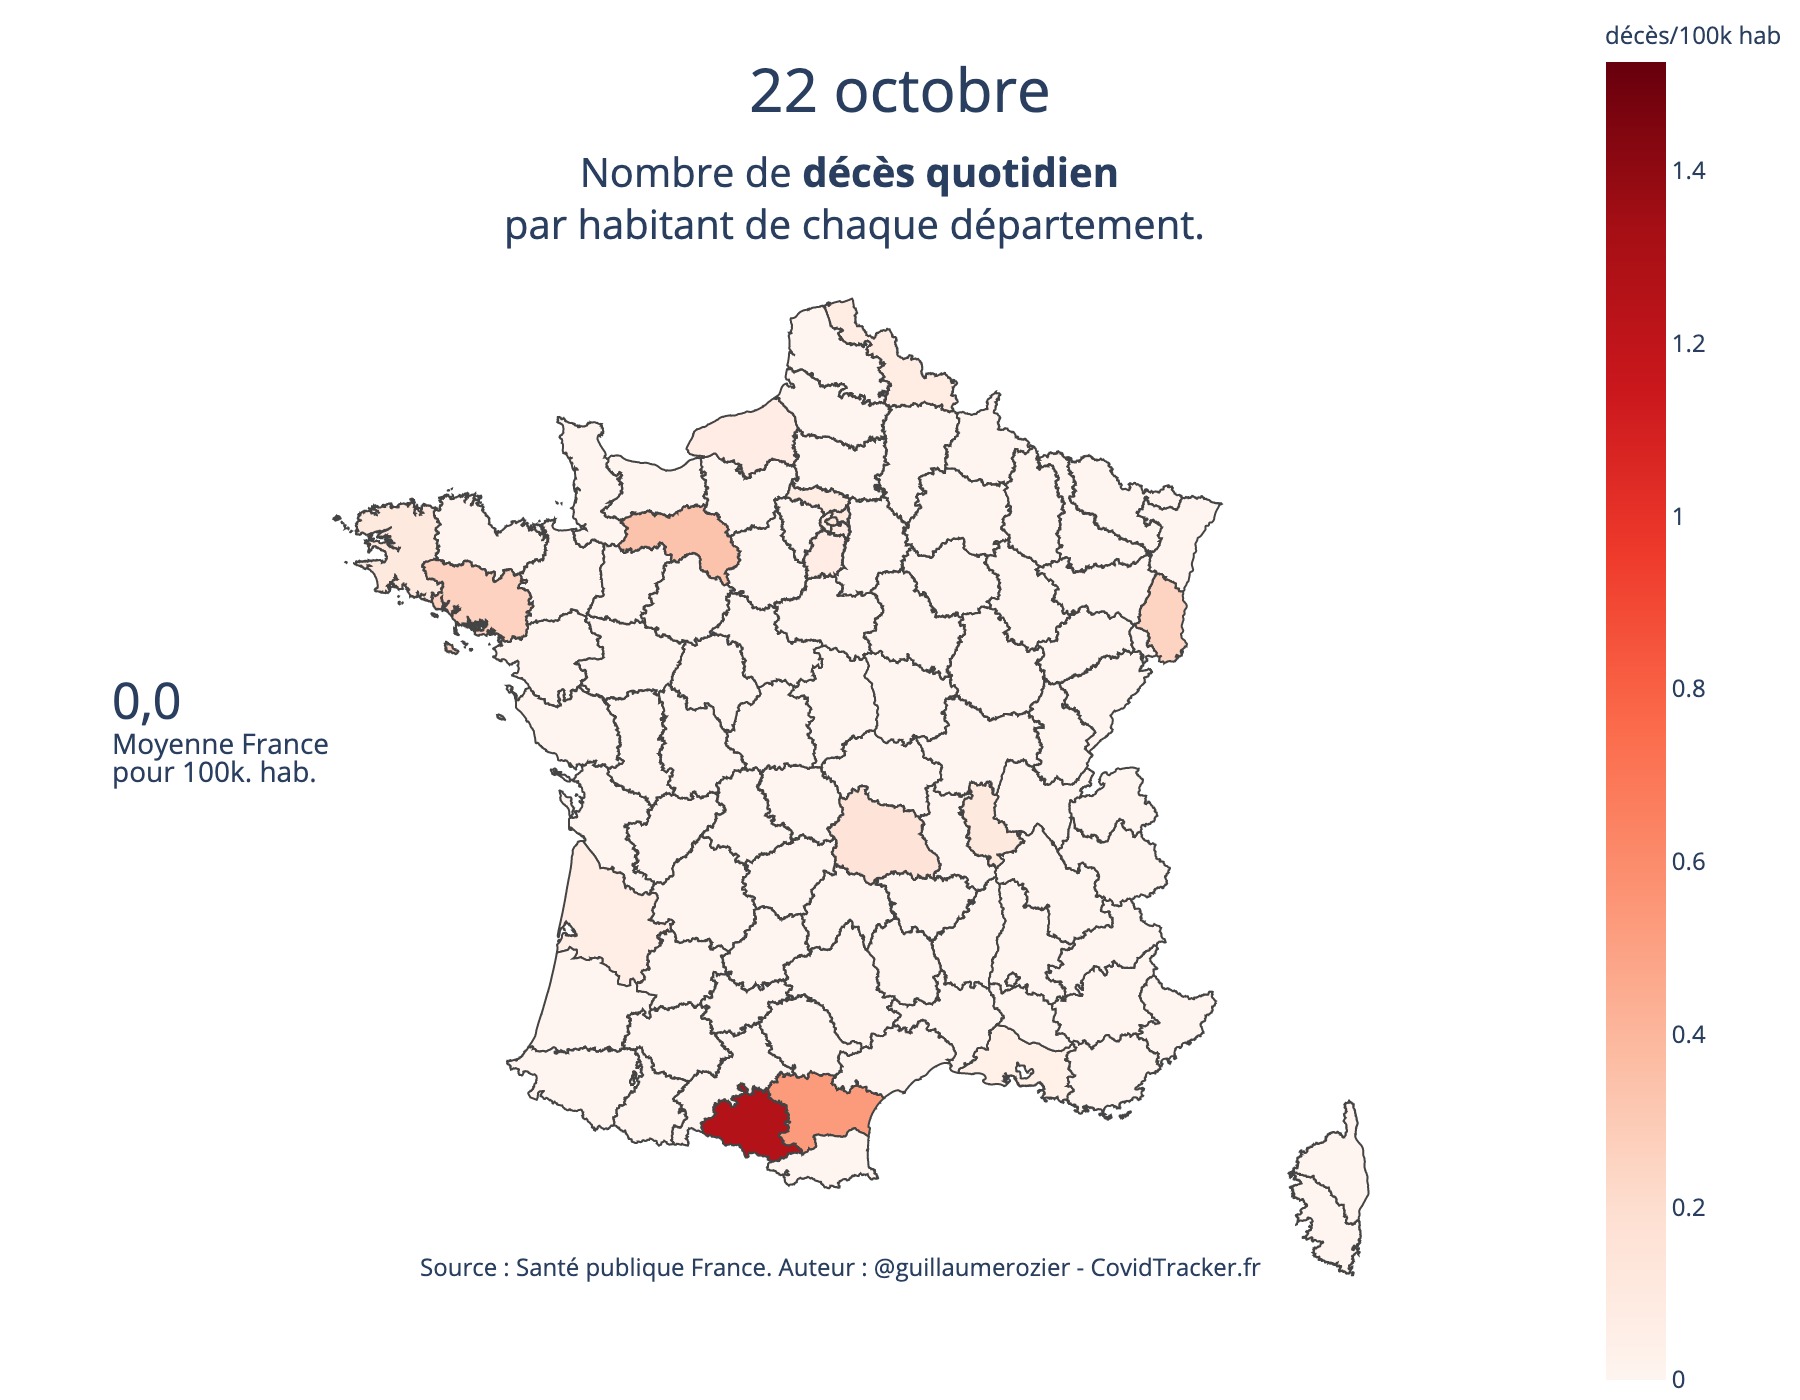 décès/100k hab
22 octobre
Nombre de décès quotidien
par habitant de chaque département.
1.4
1.2
1
0.8
0.6
0.4
0.2
0
0,0
Moyenne France
pour 100k. hab.
Source : Santé publique France. Auteur : @guillaumerozier - CovidTracker.fr